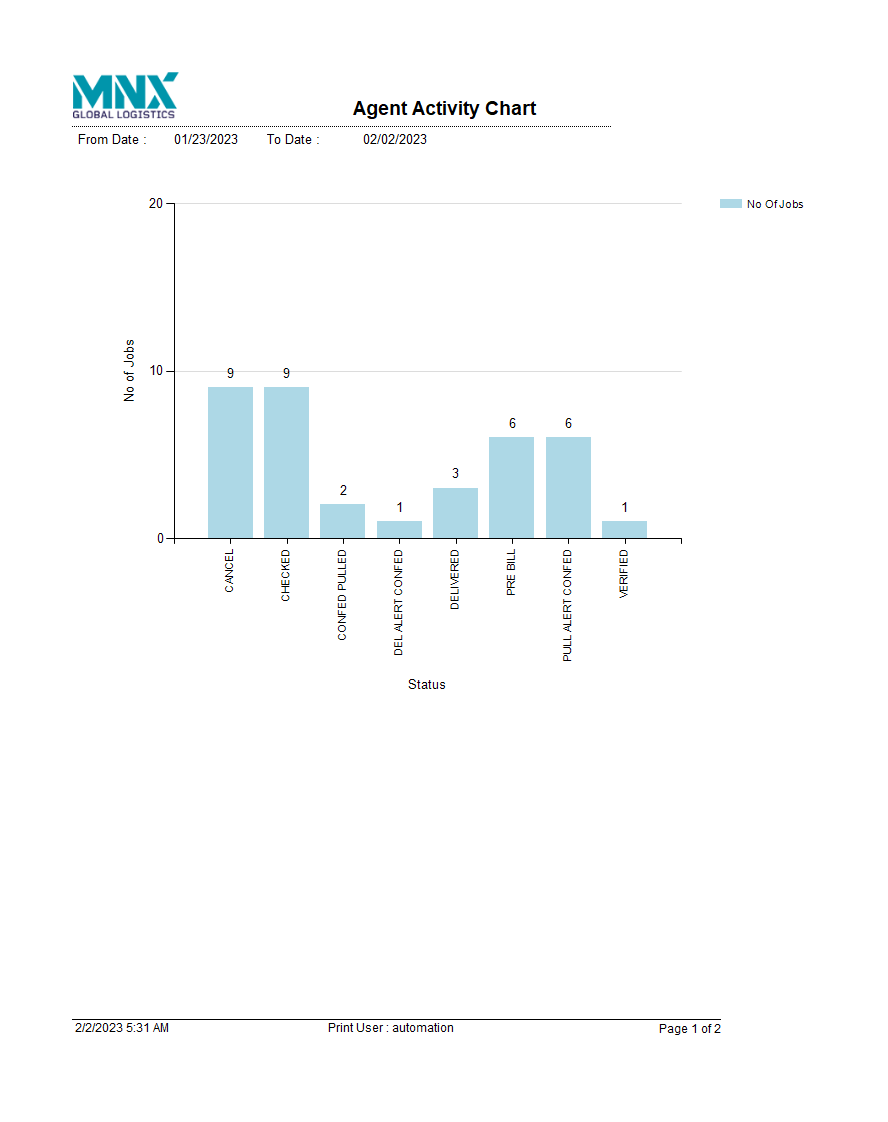 MNX
GLOBAL LOGISTICS
Agent Activity Chart
From Date : 01/23/2023 To Date : 02/02/2023
20
No Of Jobs
No of Jobs
10
9 9
6 6
3
2
1 1
0
CANCEL
CHECKED
CONFED PULLED
DEL ALERT CONFED
DELIVERED
PRE BILL
PULL ALERT CONFED
VERIFIED
Status
2/2/2023 5:31 AM Print User : automation Page 1 of 2